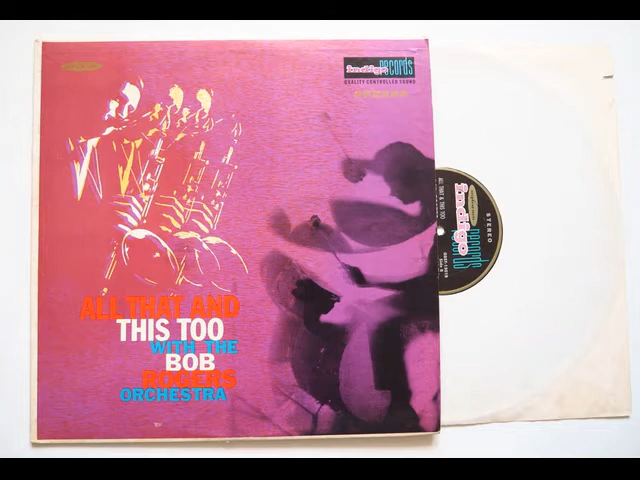 indigo RECORDS
QUALITY CONTROLLED SOUND
ALL THAT AND
THIS TOO
WITH THE
BOB
ROGERS
ORCHESTRA
STEREO
indigo
records
ALL THAT & THIS TOO
Side B